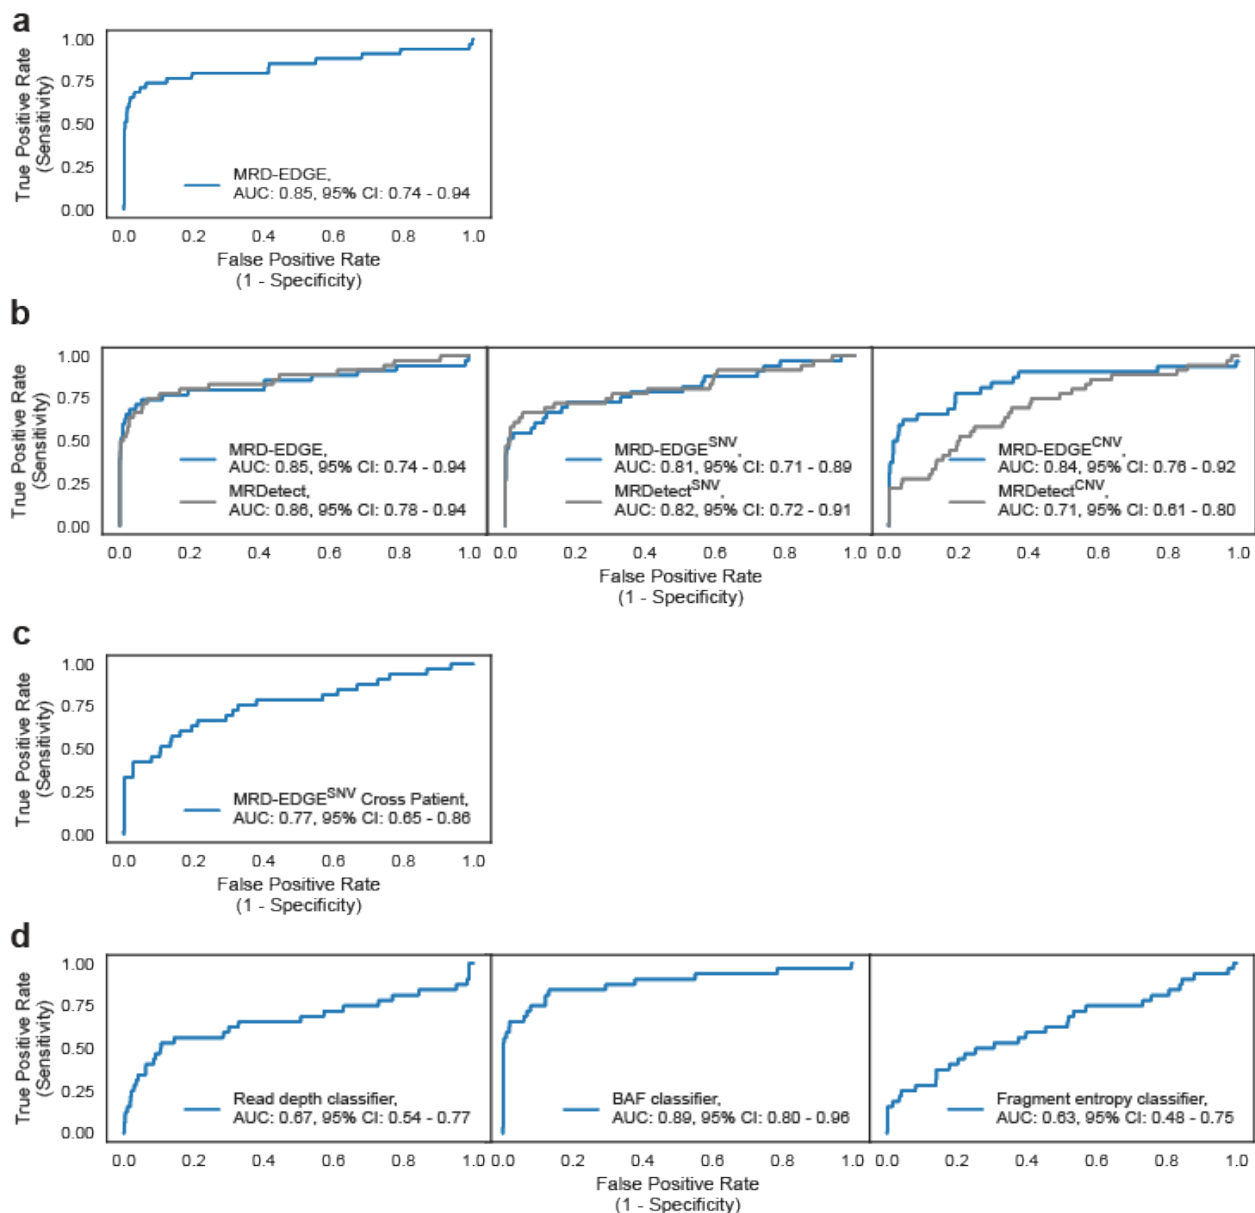 a
True Positive Rate
(Sensitivity)
1.00
0.75
0.50
0.25
0.00
MRD-EDGE,
AUC: 0.85, 95% CI: 0.74 - 0.94
0.0 0.2 0.4 0.6 0.8 1.0
False Positive Rate
(1 - Specificity)
b
True Positive Rate
(Sensitivity)
1.00
0.75
0.50
0.25
0.00
MRD-EDGE,
AUC: 0.85, 95% CI: 0.74 - 0.94
MRDetect,
AUC: 0.86, 95% CI: 0.78 - 0.94
0.0 0.2 0.4 0.6 0.8 1.0
MRD-EDGE^SNV,
AUC: 0.81, 95% CI: 0.71 - 0.89
MRDetect^SNV,
AUC: 0.82, 95% CI: 0.72 - 0.91
0.0 0.2 0.4 0.6 0.8 1.0
MRD-EDGE^CNV,
AUC: 0.84, 95% CI: 0.76 - 0.92
MRDetect^CNV,
AUC: 0.71, 95% CI: 0.61 - 0.80
0.0 0.2 0.4 0.6 0.8 1.0
False Positive Rate
(1 - Specificity)
c
True Positive Rate
(Sensitivity)
1.00
0.75
0.50
0.25
0.00
MRD-EDGE^SNV Cross Patient,
AUC: 0.77, 95% CI: 0.65 - 0.86
0.0 0.2 0.4 0.6 0.8 1.0
False Positive Rate
(1 - Specificity)
d
True Positive Rate
(Sensitivity)
1.00
0.75
0.50
0.25
0.00
Read depth classifier,
AUC: 0.67, 95% CI: 0.54 - 0.77
0.0 0.2 0.4 0.6 0.8 1.0
BAF classifier,
AUC: 0.89, 95% CI: 0.80 - 0.96
0.0 0.2 0.4 0.6 0.8 1.0
Fragment entropy classifier,
AUC: 0.63, 95% CI: 0.48 - 0.75
0.0 0.2 0.4 0.6 0.8 1.0
False Positive Rate
(1 - Specificity)